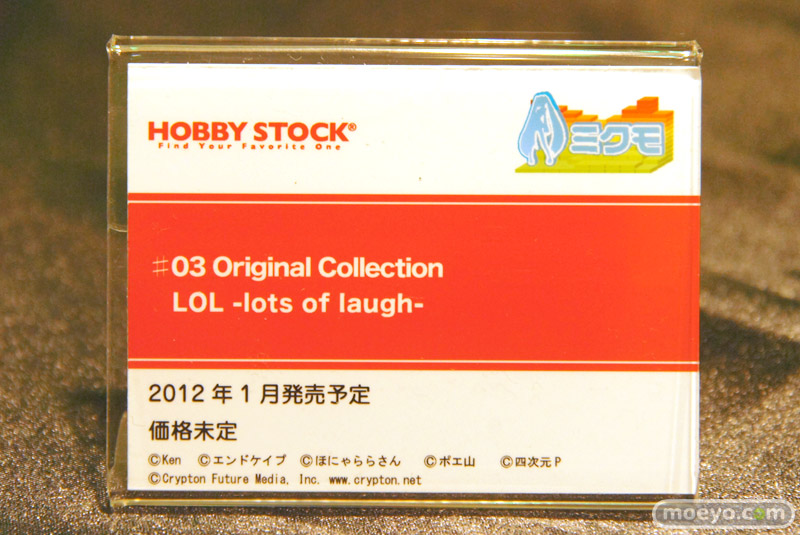 HOBBY STOCK®
Find Your Favorite One
ミクモ
♯03 Original Collection
LOL -lots of laugh-
2012年1月発売予定
価格未定
©Ken ©エンドケイプ ©ほにゃららさん ©ポエ山 ©四次元P
©Crypton Future Media, Inc. www.crypton.net
moeyo.com